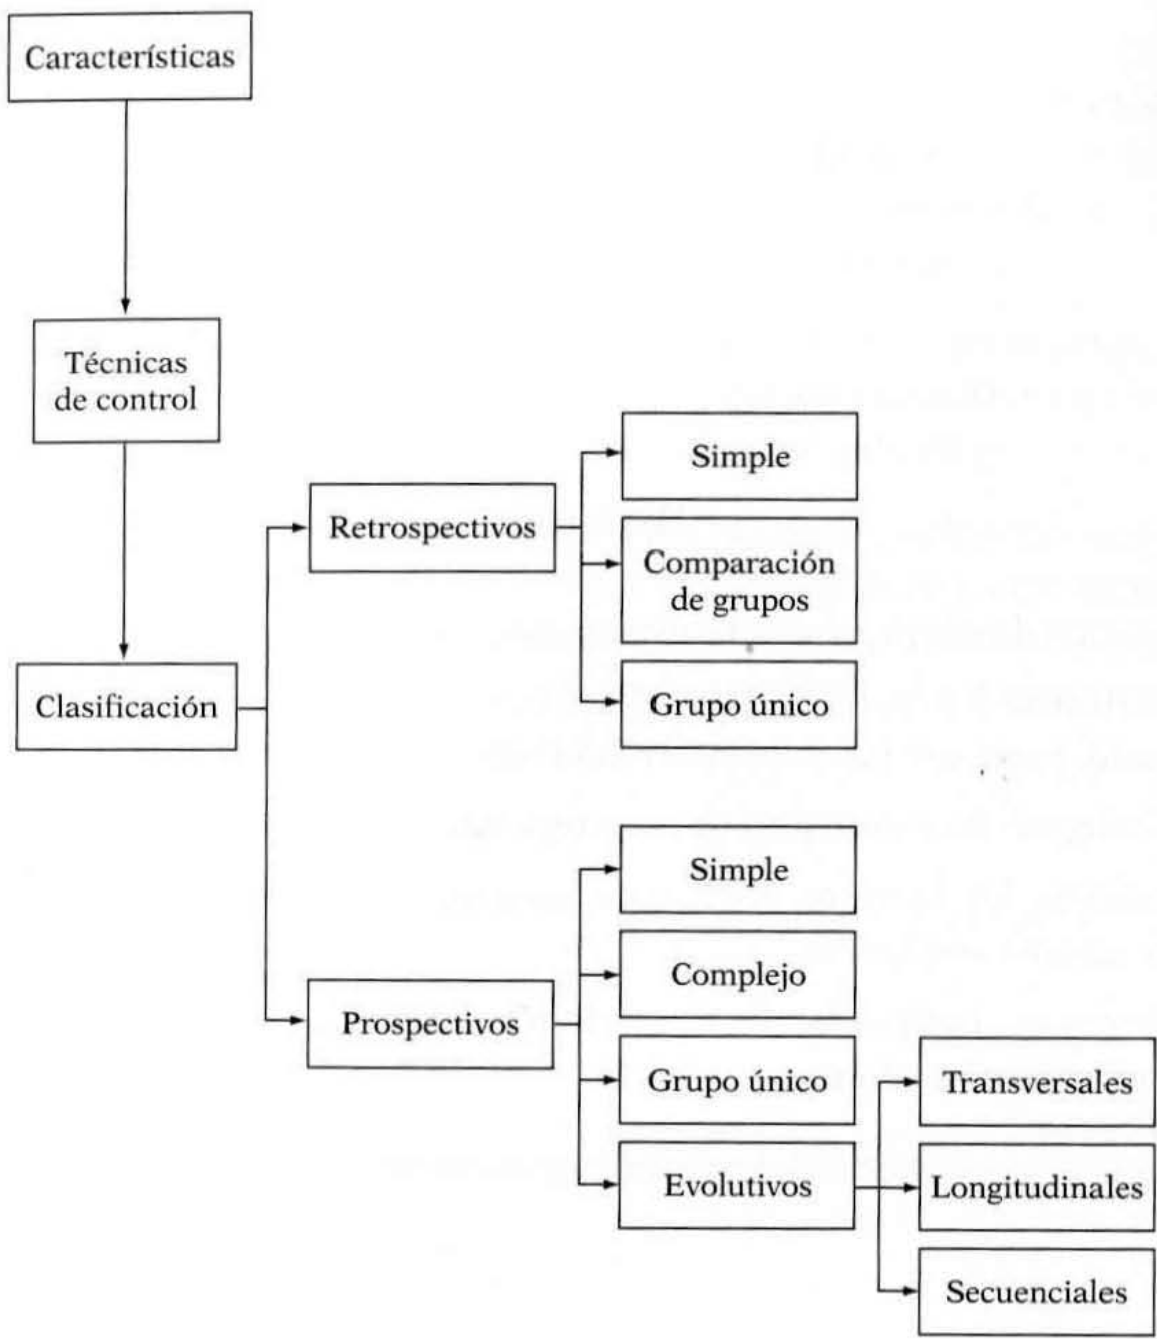 Características
Técnicas
de control
Clasificación
Retrospectivos
Simple
Comparación
de grupos
Grupo único
Prospectivos
Simple
Complejo
Grupo único
Evolutivos
Transversales
Longitudinales
Secuenciales